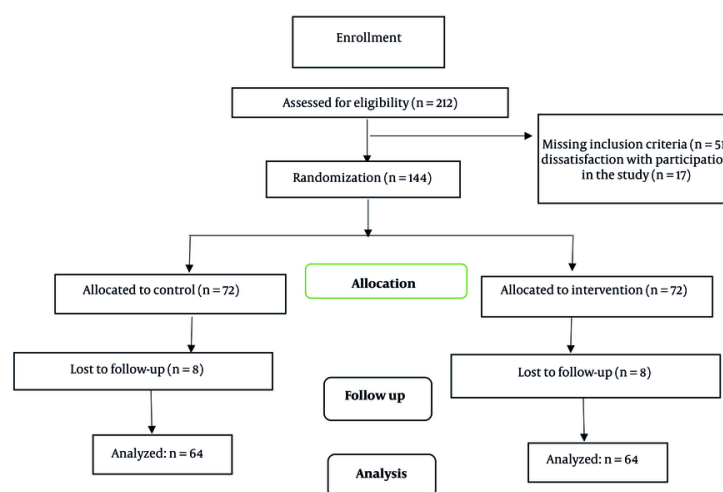 Enrollment
Assessed for eligibility (n = 212)
Missing inclusion criteria (n = 51
dissatisfaction with participation
in the study (n = 17)
Randomization (n = 144)
Allocated to control (n = 72)
Allocation
Allocated to intervention (n = 72)
Lost to follow-up (n = 8)
Follow up
Lost to follow-up (n = 8)
Analyzed: n = 64
Analysis
Analyzed: n = 64